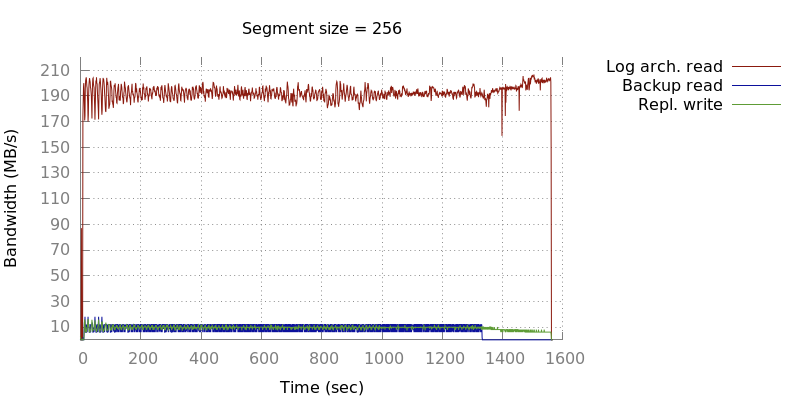 Segment size = 256
Log arch. read
Backup read
Repl. write
Bandwidth (MB/s)
210
190
170
150
130
110
90
70
50
30
10
0 200 400 600 800 1000 1200 1400 1600
Time (sec)